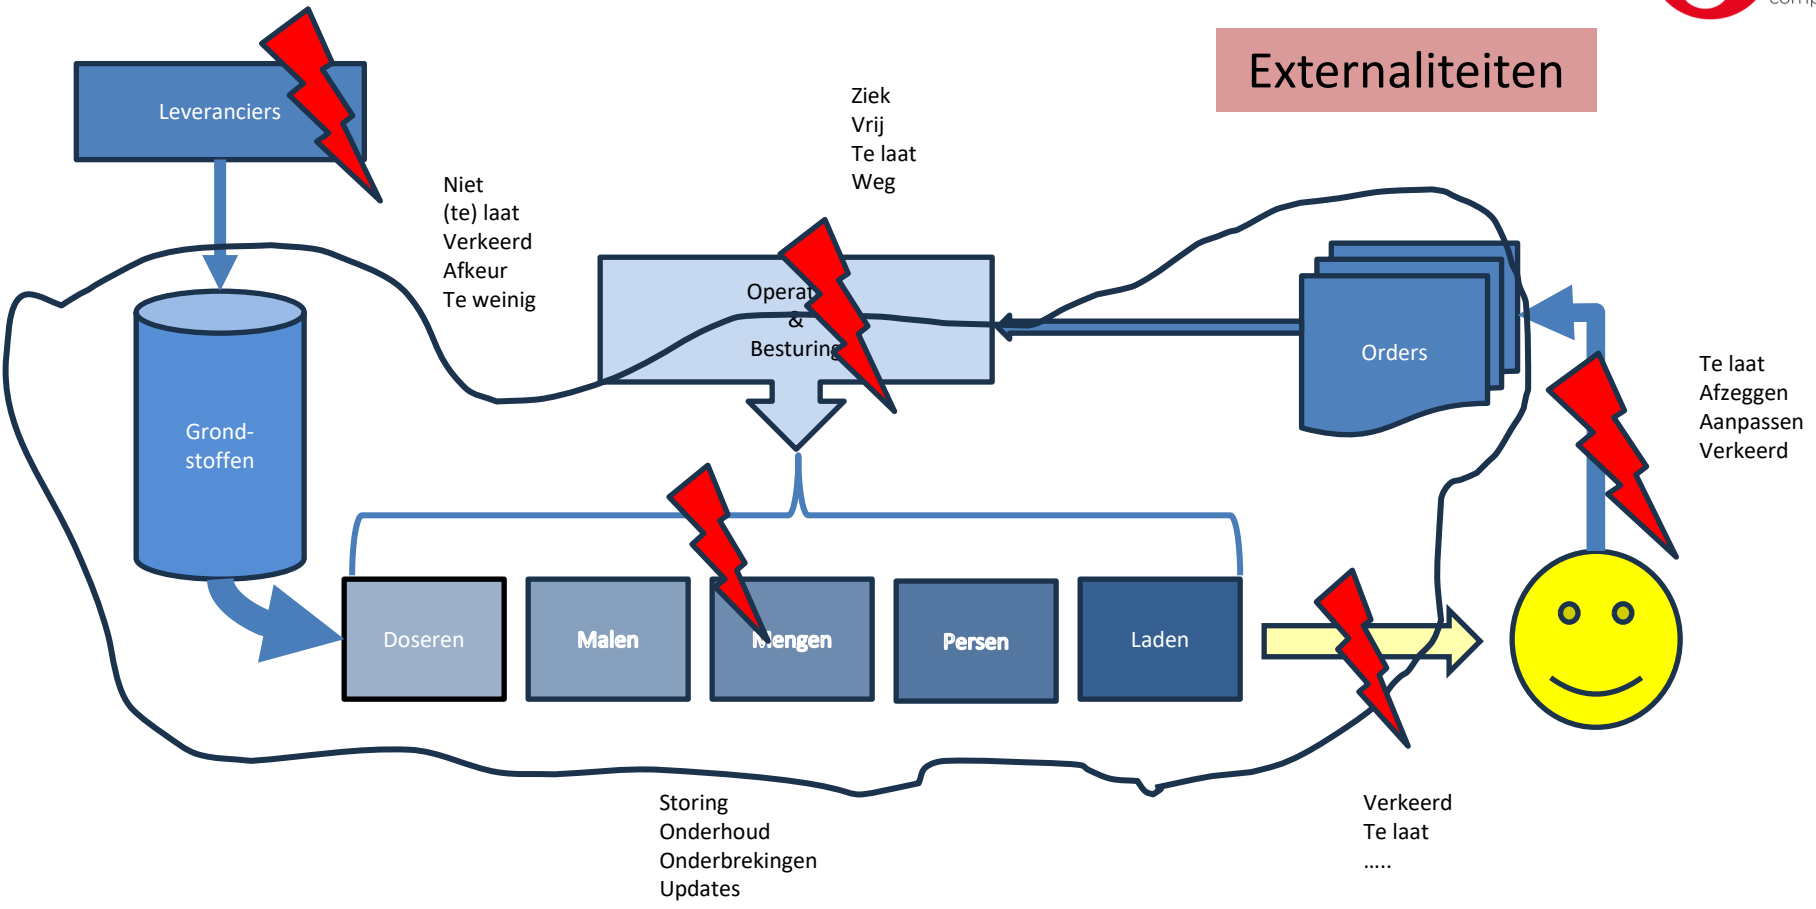 Externaliteiten
Leveranciers
Niet
(te) laat
Verkeerd
Afkeur
Te weinig
Ziek
Vrij
Te laat
Weg
&
Besturing
Orders
Te laat
Afzeggen
Aanpassen
Verkeerd
Grond-
stoffen
Doseren
Malen
Mengen
Persen
Laden
Storing
Onderhoud
Onderbrekingen
Updates
Verkeerd
Te laat
.....